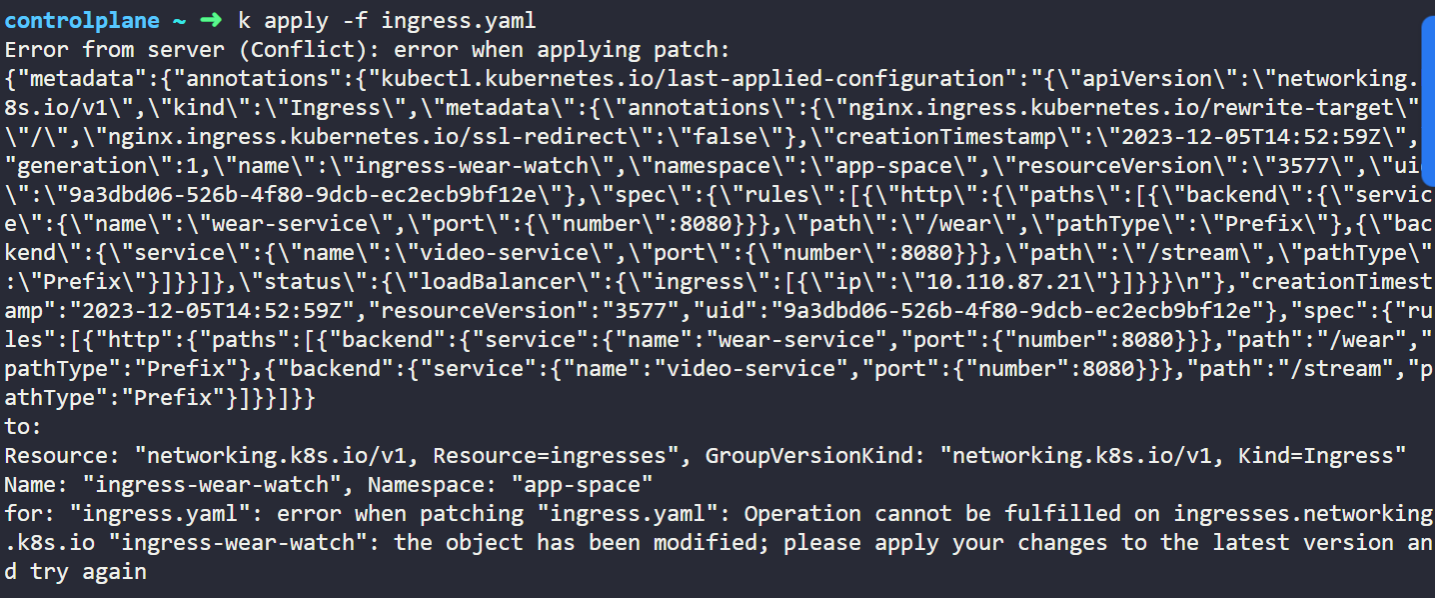 controlplane ~ ➜ k apply -f ingress.yaml
Error from server (Conflict): error when applying patch:
{"metadata":{"annotations":{"kubectl.kubernetes.io/last-applied-configuration":"{\"apiVersion\":\"networking.
8s.io/v1\",\"kind\":\"Ingress\",\"metadata\":{\"annotations\":{\"nginx.ingress.kubernetes.io/rewrite-target\"
\"/\",\"nginx.ingress.kubernetes.io/ssl-redirect\":\"false\"},\"creationTimestamp\":\"2023-12-05T14:52:59Z\",
"generation\":1,\"name\":\"ingress-wear-watch\",\"namespace\":\"app-space\",\"resourceVersion\":\"3577\",\"ui
\":\"9a3dbd06-526b-4f80-9dcb-ec2ecb9bf12e\"},\"spec\":{\"rules\":[{\"http\":{\"paths\":[{\"backend\":{\"servic
e\":{\"name\":\"wear-service\",\"port\":{\"number\":8080}}},\"path\":\"/wear\",\"pathType\":\"Prefix\"},{\"bac
kend\":{\"service\":{\"name\":\"video-service\",\"port\":{\"number\":8080}}},\"path\":\"/stream\",\"pathType\"
:\"Prefix\"}]}}]},\"status\":{\"loadBalancer\":{\"ingress\":[{\"ip\":\"10.110.87.21\"}]}}}\n"},"creationTimest
amp":"2023-12-05T14:52:59Z","resourceVersion":"3577","uid":"9a3dbd06-526b-4f80-9dcb-ec2ecb9bf12e"},"spec":{"ru
les":[{"http":{"paths":[{"backend":{"service":{"name":"wear-service","port":{"number":8080}}},"path":"/wear","
pathType":"Prefix"},{"backend":{"service":{"name":"video-service","port":{"number":8080}}},"path":"/stream","p
athType":"Prefix"}]}}]}}
to:
Resource: "networking.k8s.io/v1, Resource=ingresses", GroupVersionKind: "networking.k8s.io/v1, Kind=Ingress"
Name: "ingress-wear-watch", Namespace: "app-space"
for: "ingress.yaml": error when patching "ingress.yaml": Operation cannot be fulfilled on ingresses.networking
.k8s.io "ingress-wear-watch": the object has been modified; please apply your changes to the latest version an
d try again